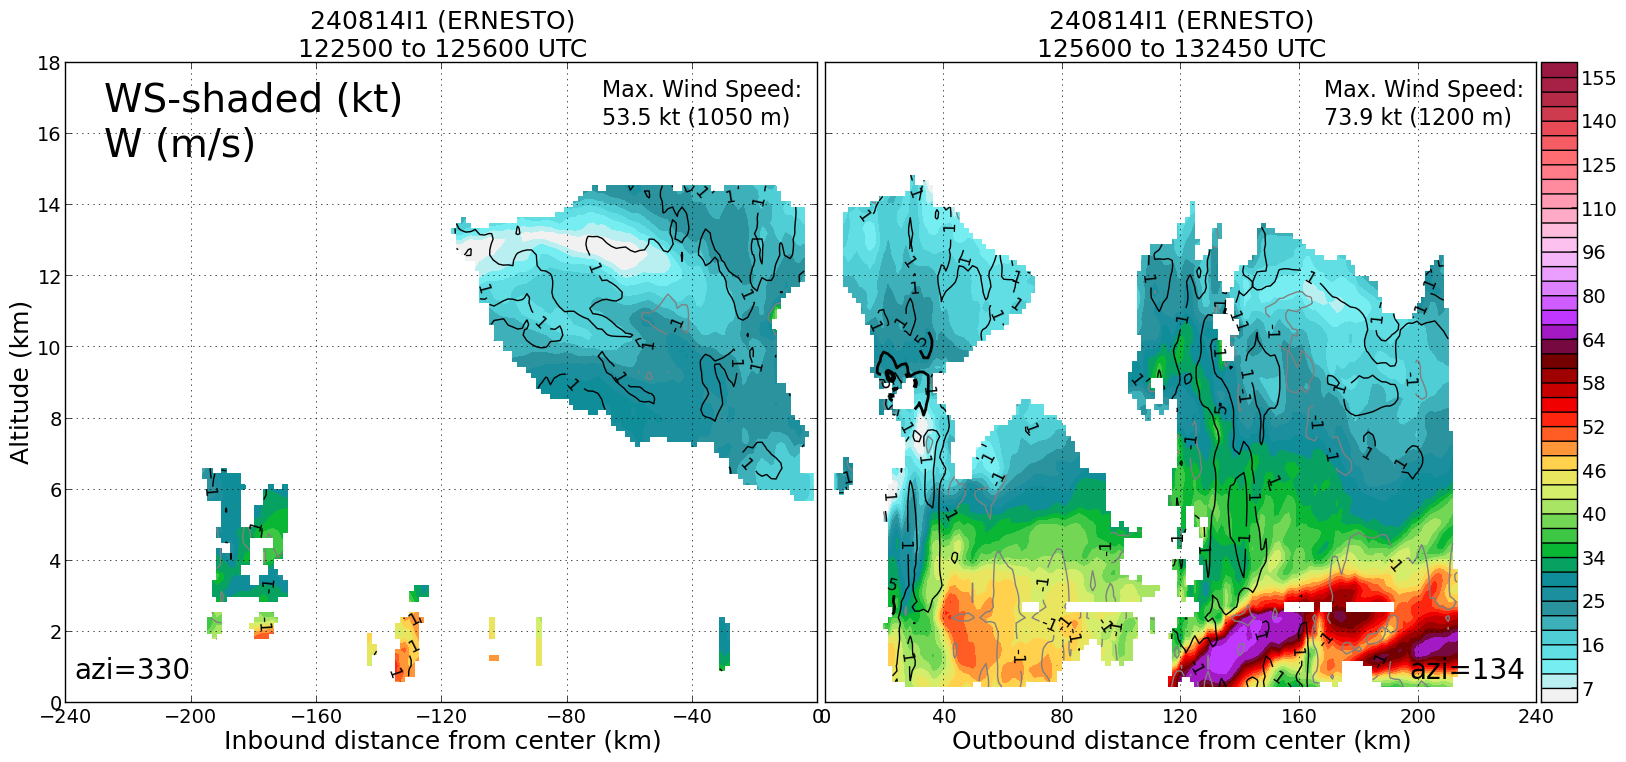 240814I1 (ERNESTO)
122500 to 125600 UTC
240814I1 (ERNESTO)
125600 to 132450 UTC
WS-shaded (kt)
W (m/s)
Max. Wind Speed:
53.5 kt (1050 m)
Max. Wind Speed:
73.9 kt (1200 m)
azi=330
azi=134
Altitude (km)
18
16
14
12
10
8
6
4
2
0
−240
−200
−160
−120
−80
−40
0
0
40
80
120
160
200
240
Inbound distance from center (km)
Outbound distance from center (km)
155
140
125
110
96
80
64
58
52
46
40
34
25
16
7